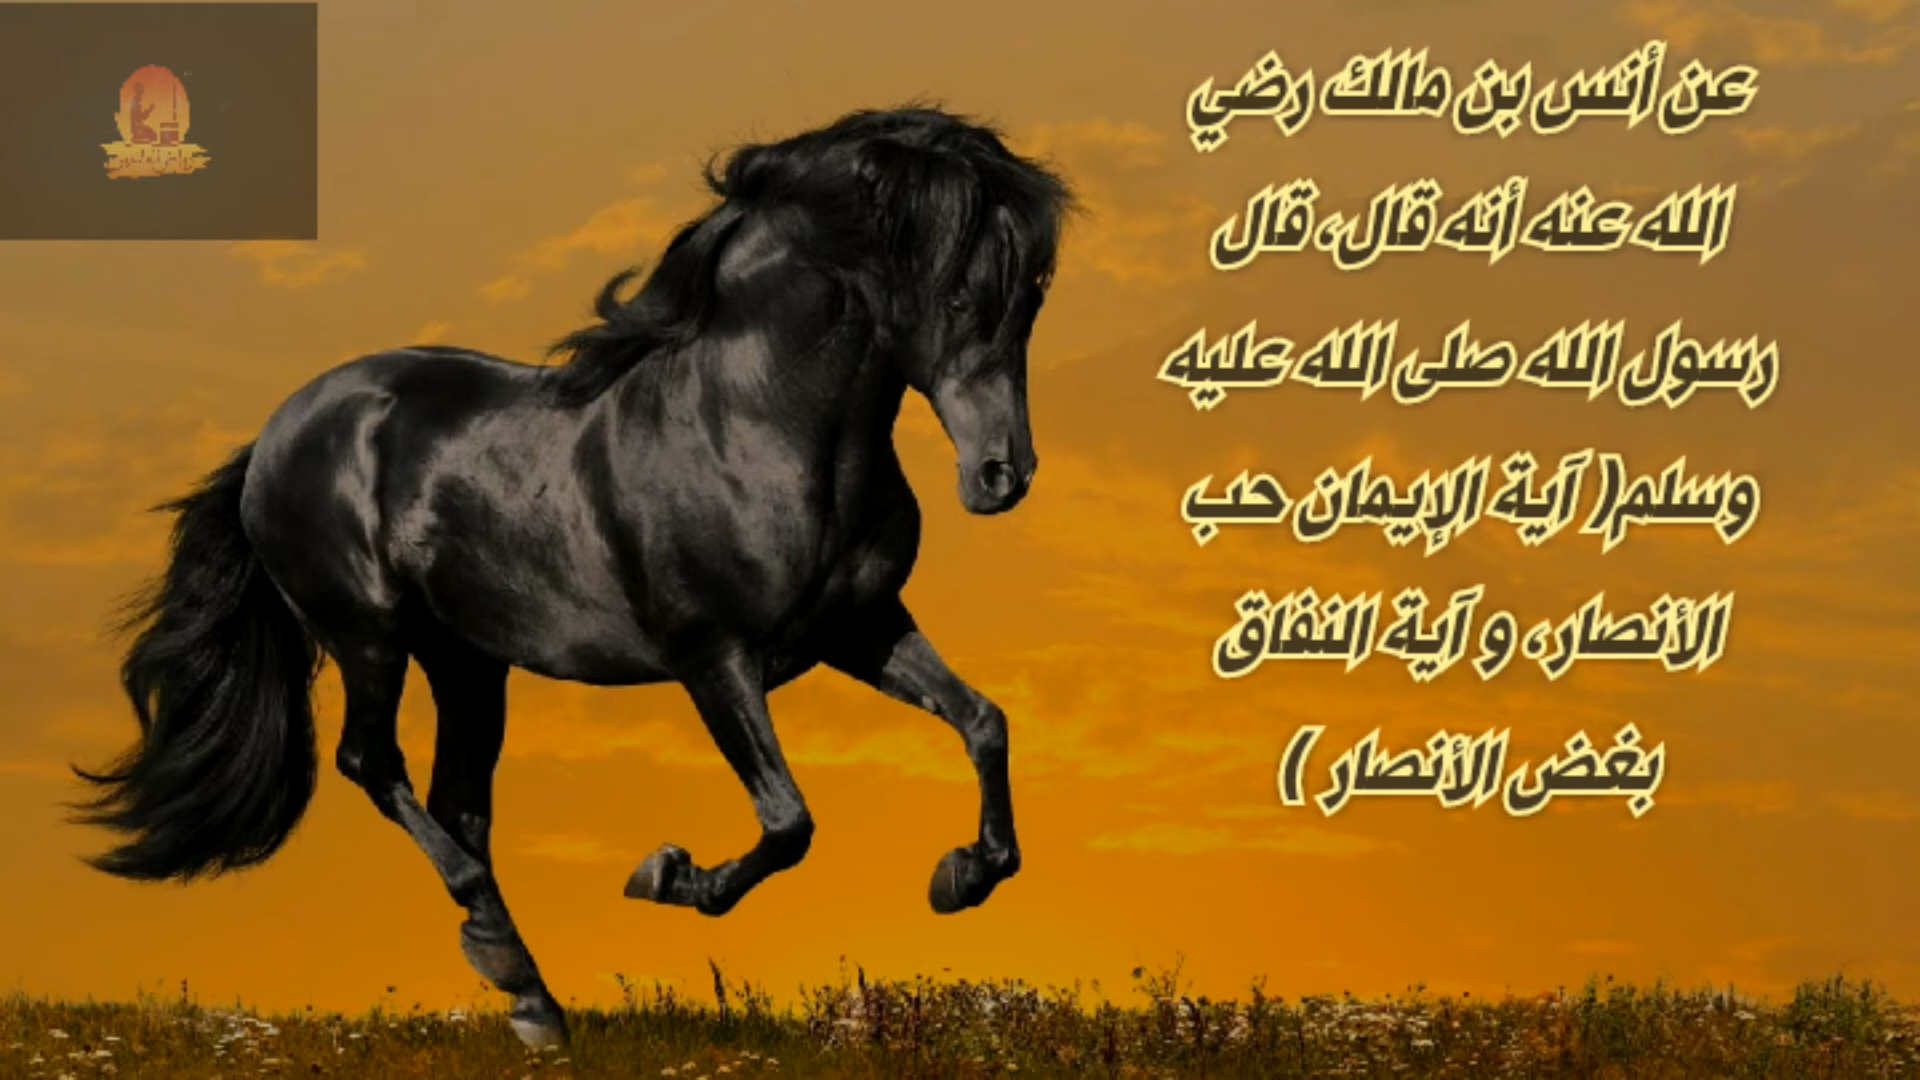 عن أنس بن مالك رضي
الله عنه أنه قال، قال
رسول الله صلى الله عليه
وسلم( آية الإيمان حب
الأنصار، و آية النفاق
بغض الأنصار )